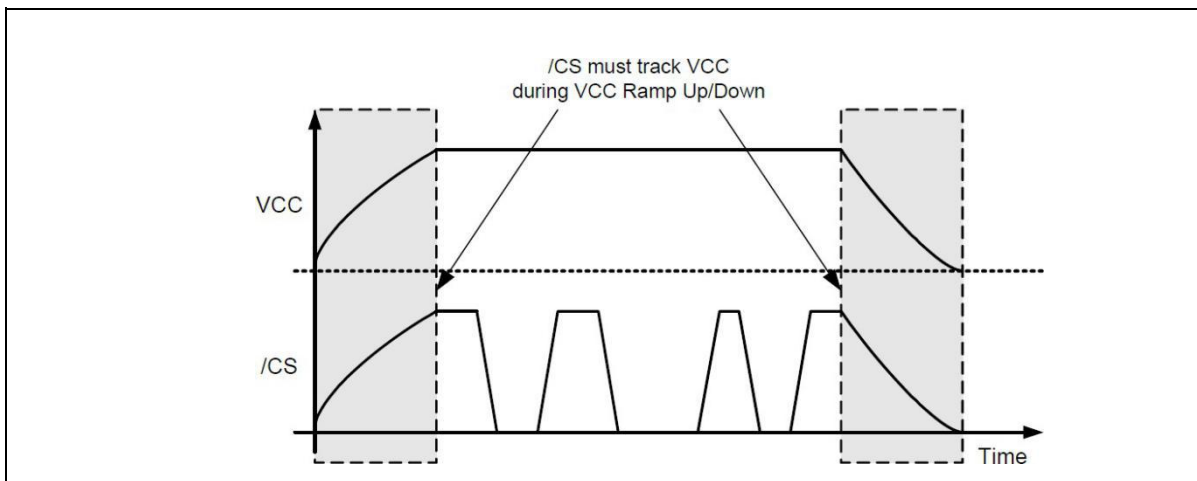 /CS must track VCC
during VCC Ramp Up/Down
VCC
/CS
Time